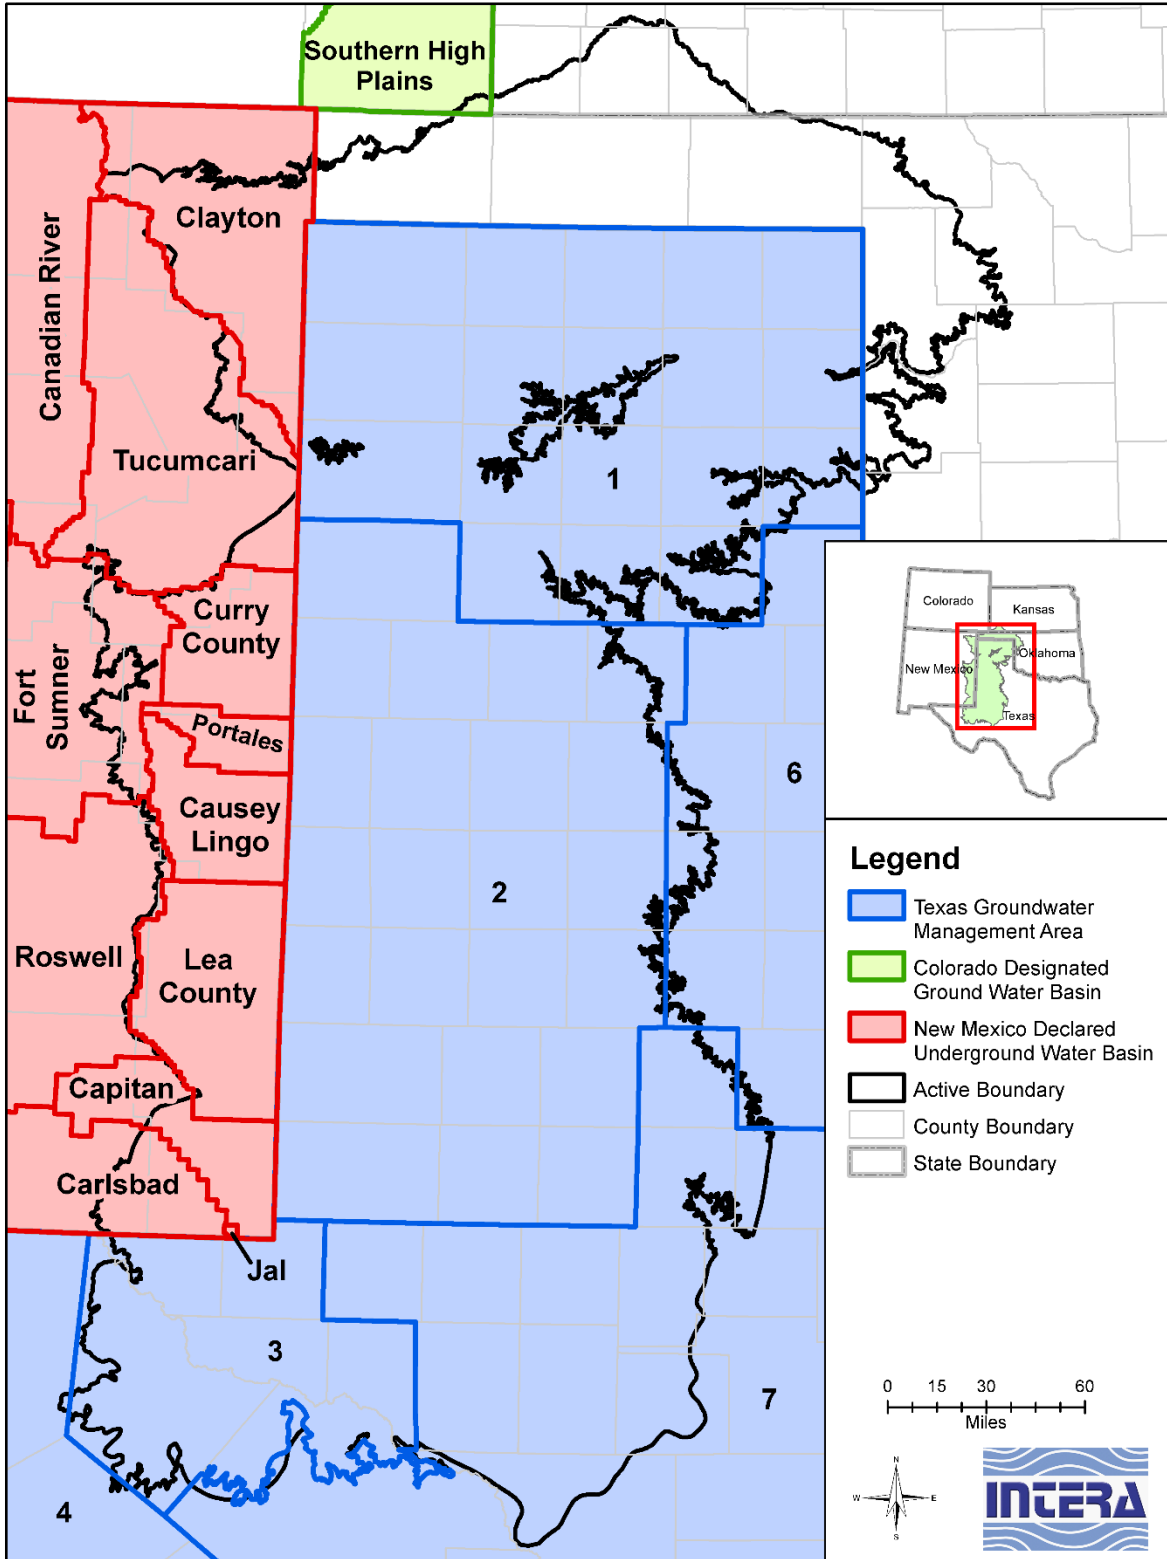 Southern High
Plains
Clayton
Canadian River
Tucumcari
1
Curry
County
Fort
Sumner
Portales
Causey
Lingo
2
6
Roswell
Lea
County
Capitan
Carlsbad
Jal
3
7
4
Colorado
Kansas
New Mexico
Oklahoma
Texas
Legend
Texas Groundwater
Management Area
Colorado Designated
Ground Water Basin
New Mexico Declared
Underground Water Basin
Active Boundary
County Boundary
State Boundary
0 15 30 60
Miles
N
W E
S
INTERA